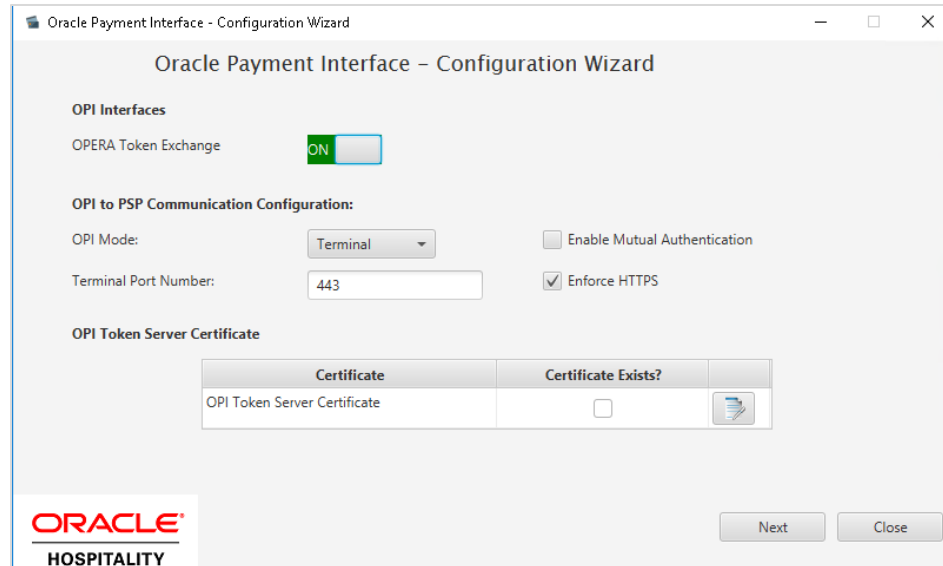 Oracle Payment Interface - Configuration Wizard
Oracle Payment Interface – Configuration Wizard
OPI Interfaces
OPERA Token Exchange ON
OPI to PSP Communication Configuration:
OPI Mode: Terminal Enable Mutual Authentication
Terminal Port Number: 443 Enforce HTTPS
OPI Token Server Certificate
Certificate Certificate Exists?
OPI Token Server Certificate
ORACLE®
HOSPITALITY
Next Close